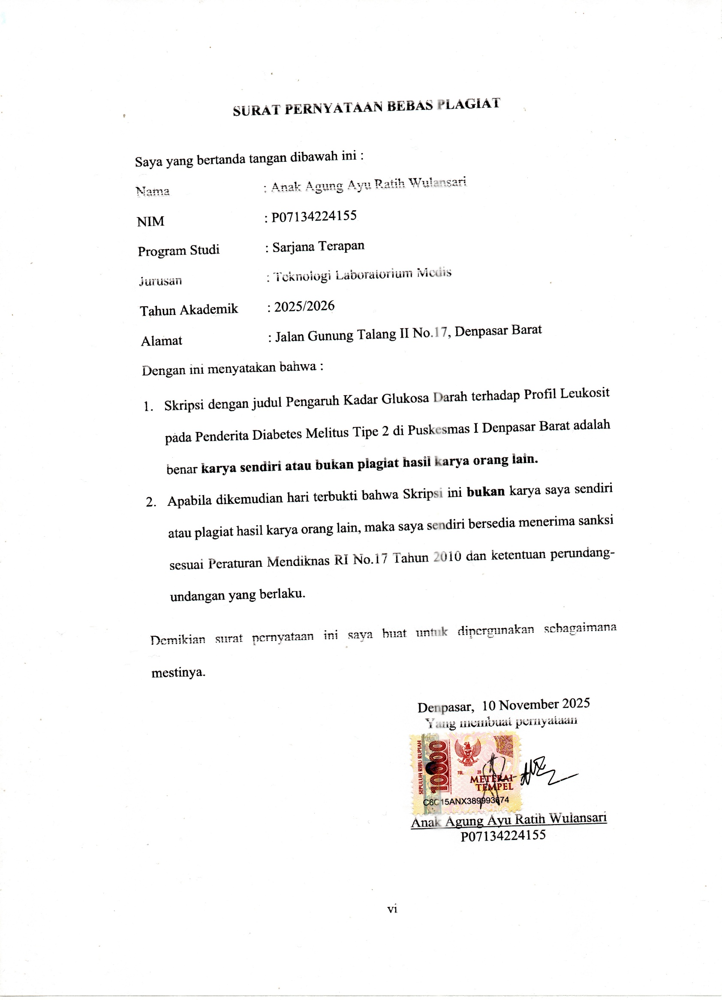 SURAT PERNYATAAN BEBAS PLAGIAT
Saya yang bertanda tangan dibawah ini :
Nama : Anak Agung Ayu Ratih Wulansari
NIM : P07134224155
Program Studi : Sarjana Terapan
Jurusan : Teknologi Laboratorium Medis
Tahun Akademik : 2025/2026
Alamat : Jalan Gunung Talang II No.17, Denpasar Barat
Dengan ini menyatakan bahwa :
1. Skripsi dengan judul Pengaruh Kadar Glukosa Darah terhadap Profil Leukosit
pada Penderita Diabetes Melitus Tipe 2 di Puskesmas I Denpasar Barat adalah
benar karya sendiri atau bukan plagiat hasil karya orang lain.
2. Apabila dikemudian hari terbukti bahwa Skripsi ini bukan karya saya sendiri
atau plagiat hasil karya orang lain, maka saya sendiri bersedia menerima sanksi
sesuai Peraturan Mendiknas RI No.17 Tahun 2010 dan ketentuan perundang-
undangan yang berlaku.
Demikian surat pernyataan ini saya buat untuk dipergunakan sebagaimana
mestinya.
Denpasar, 10 November 2025
Yang membuat pernyataan
SEPULUH RIBU RUPIAH
10000
TGL. 20
METERAI
TEMPEL
C6C15ANX389993674
Anak Agung Ayu Ratih Wulansari
P07134224155
vi